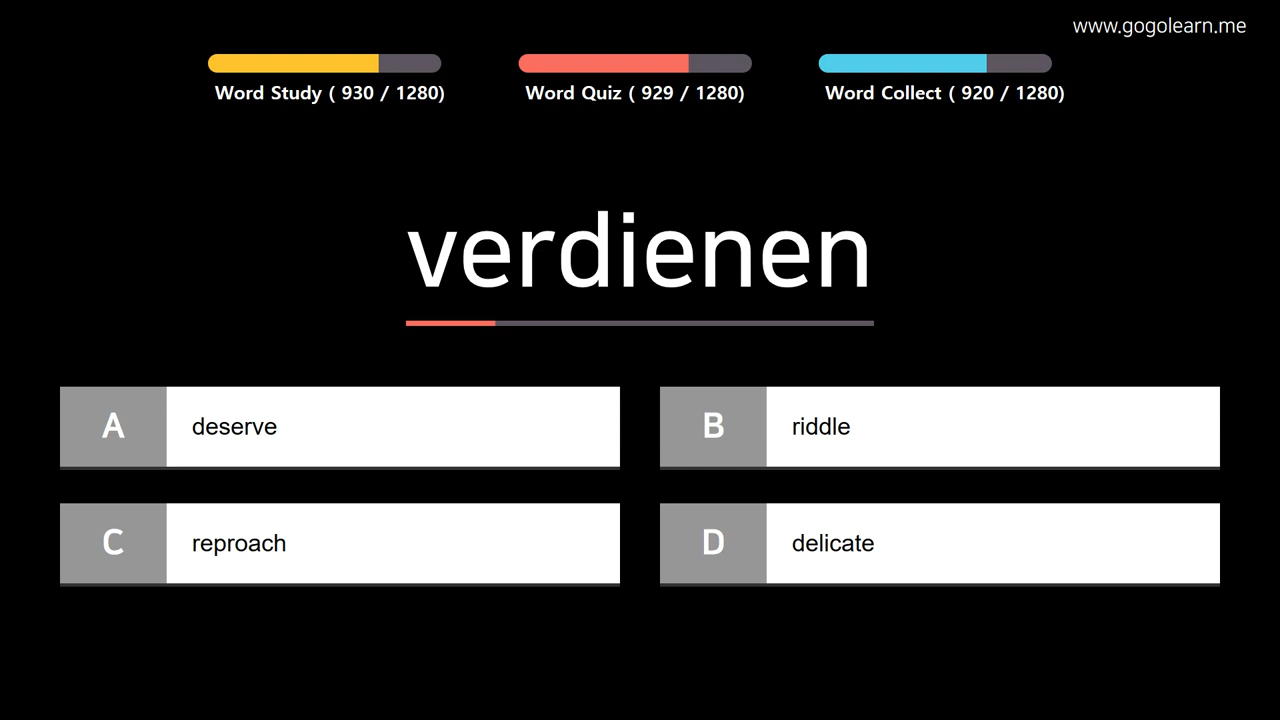 www.gogolearn.me
Word Study ( 930 / 1280)
Word Quiz ( 929 / 1280)
Word Collect ( 920 / 1280)
verdienen
A deserve
B riddle
C reproach
D delicate